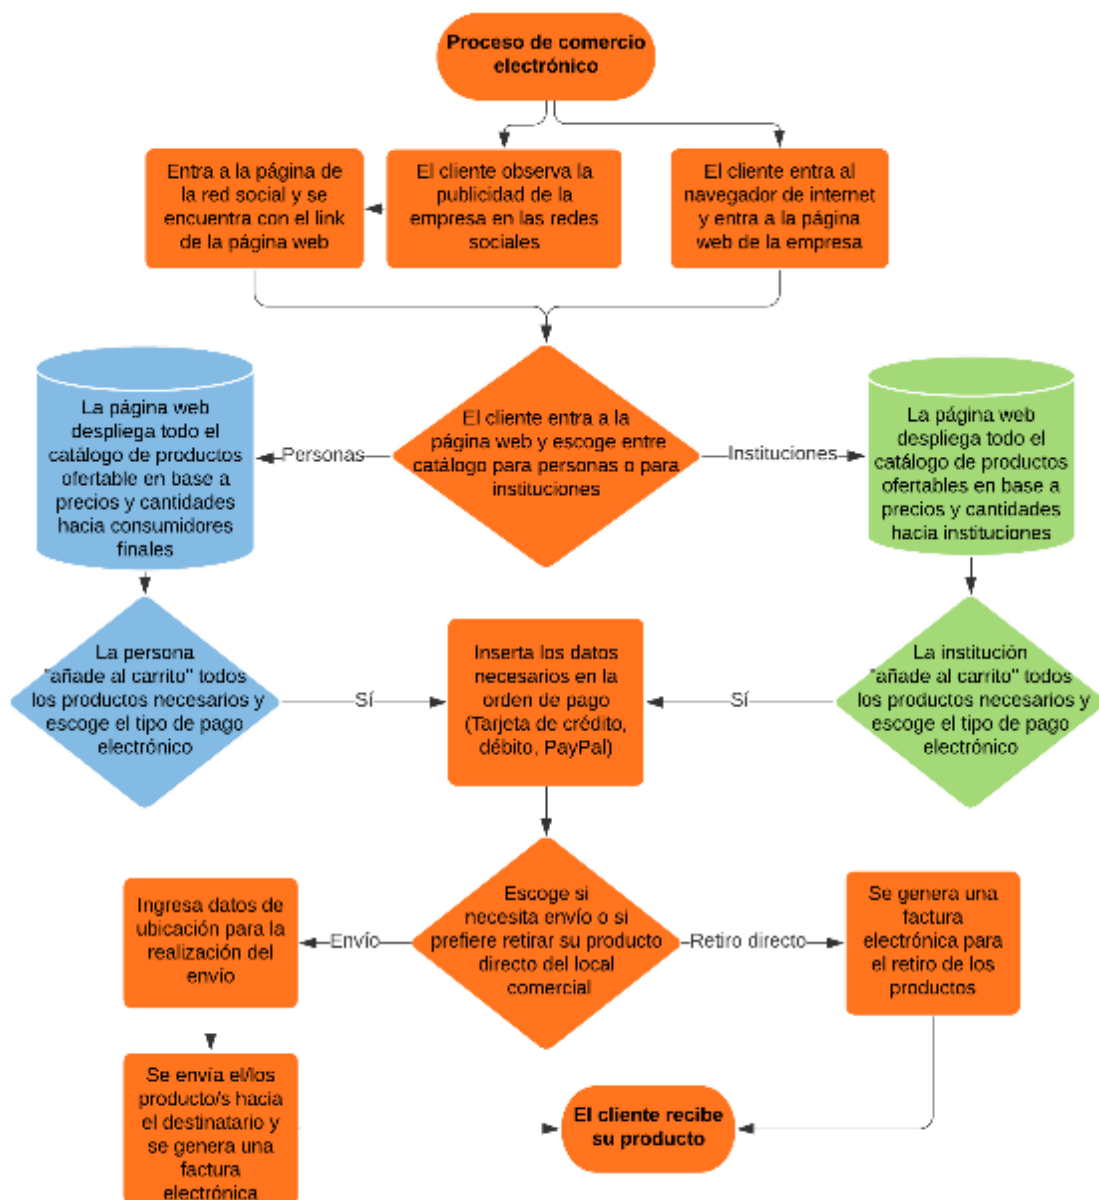 Proceso de comercio
electrónico
Entra a la página de
la red social y se
encuentra con el link
de la página web
El cliente observa la
publicidad de la
empresa en las redes
sociales
El cliente entra al
navegador de internet
y entra a la página
web de la empresa
La página web
despliega todo el
catálogo de productos
ofertable en base a
precios y cantidades
hacia consumidores
finales
Personas
El cliente entra a la
página web y escoge entre
catálogo para personas o para
instituciones
Instituciones
La página web
despliega todo el
catálogo de productos
ofertables en base a
precios y cantidades
hacia instituciones
La persona
"añade al carrito" todos
los productos necesarios y
escoge el tipo de pago
electrónico
Sí
Inserta los datos
necesarios en la
orden de pago
(Tarjeta de crédito,
débito, PayPal)
Sí
La institución
"añade al carrito" todos
los productos necesarios y
escoge el tipo de pago
electrónico
Ingresa datos de
ubicación para la
realización del
envío
Envío
Escoge si
necesita envío o si
prefiere retirar su producto
directo del local
comercial
Retiro directo
Se genera una
factura
electrónica para
el retiro de los
productos
Se envía el/los
producto/s hacia
el destinatario y
se genera una
factura
electrónica
El cliente recibe
su producto